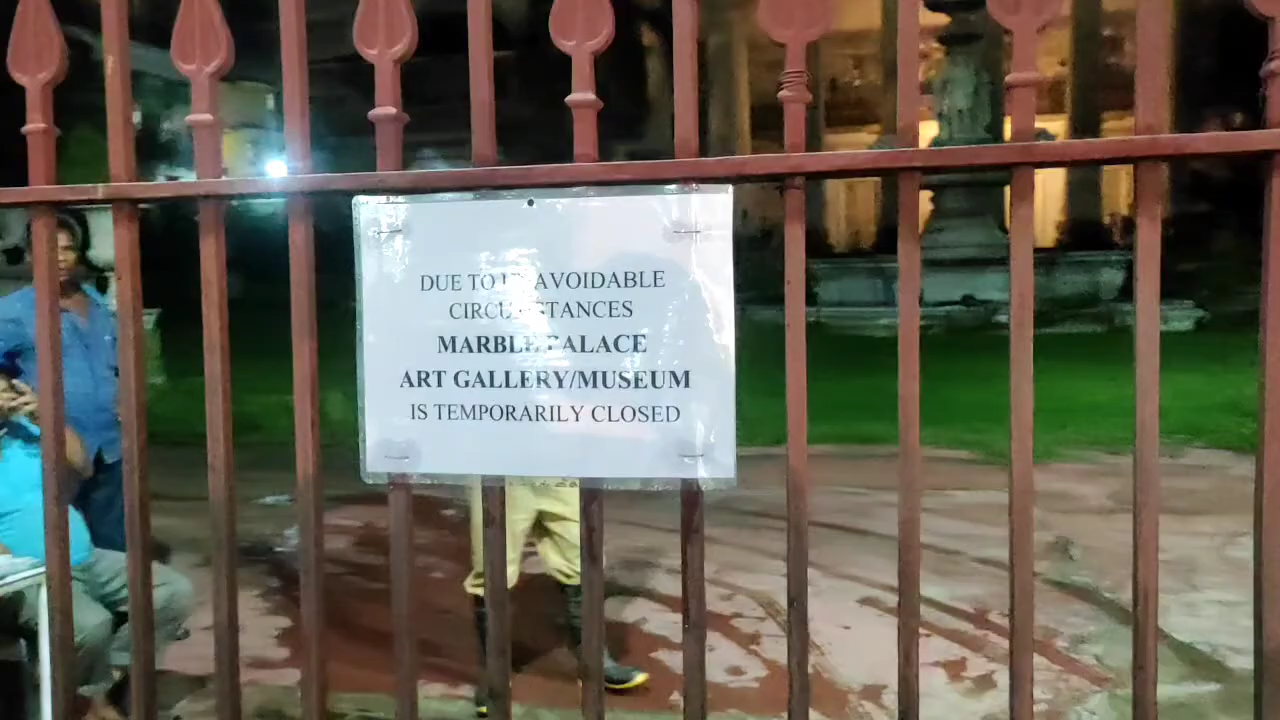 DUE TO UNAVOIDABLE
CIRCUMSTANCES
MARBLE PALACE
ART GALLERY/MUSEUM
IS TEMPORARILY CLOSED